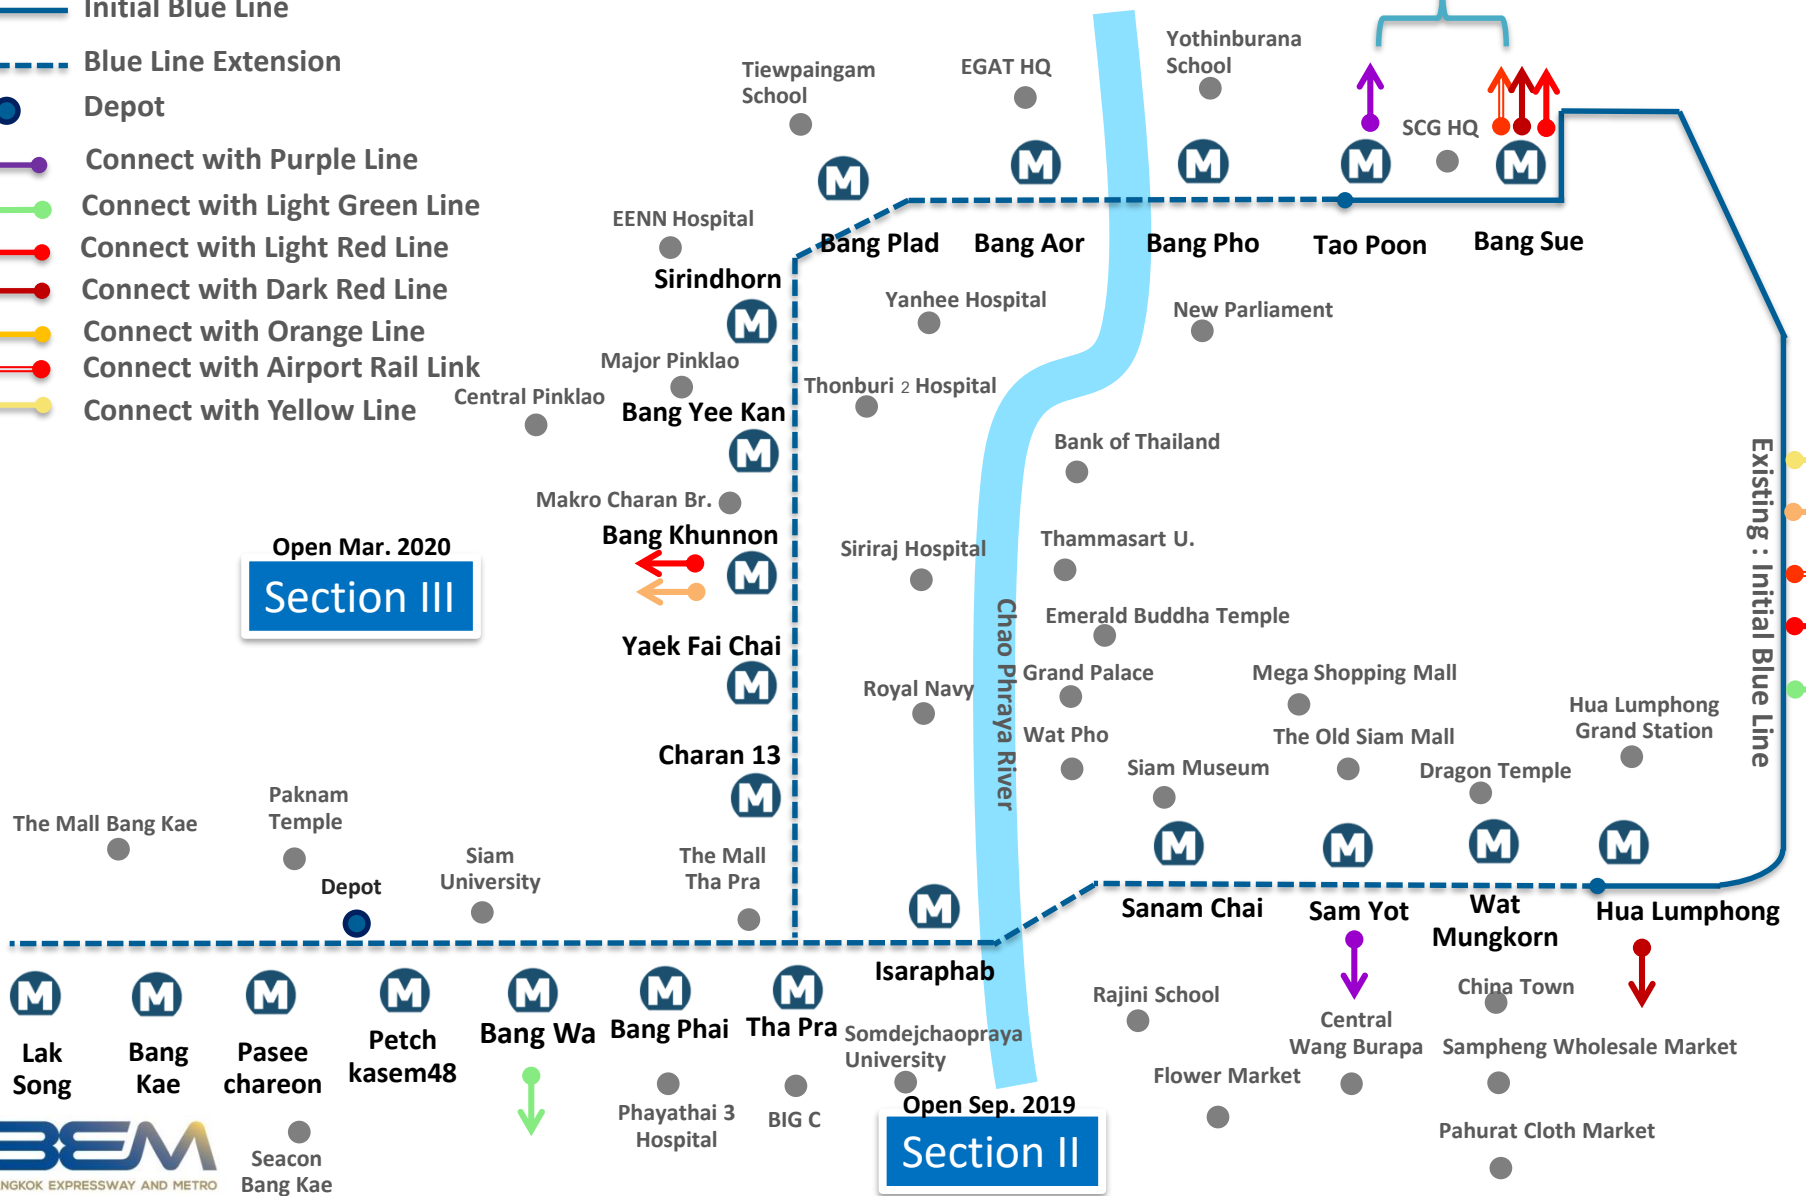 Initial Blue Line
Blue Line Extension
Depot
Connect with Purple Line
Connect with Light Green Line
Connect with Light Red Line
Connect with Dark Red Line
Connect with Orange Line
Connect with Airport Rail Link
Connect with Yellow Line
Tiewpaingam
School
EGAT HQ
Yothinburana
School
SCG HQ
Bang Plad
Bang Aor
Bang Pho
Tao Poon
Bang Sue
EENN Hospital
Sirindhorn
Yanhee Hospital
New Parliament
Major Pinklao
Central Pinklao
Thonburi 2 Hospital
Bang Yee Kan
Bank of Thailand
Makro Charan Br.
Bang Khunnon
Siriraj Hospital
Thammasart U.
Open Mar. 2020
Section III
Chao Phraya River
Existing : Initial Blue Line
Emerald Buddha Temple
Yaek Fai Chai
Royal Navy
Grand Palace
Mega Shopping Mall
Hua Lumphong
Grand Station
Wat Pho
The Old Siam Mall
Charan 13
Siam Museum
Dragon Temple
The Mall Bang Kae
Paknam
Temple
Depot
Siam
University
The Mall
Tha Pra
Sanam Chai
Sam Yot
Wat
Mungkorn
Hua Lumphong
Isaraphab
Lak
Song
Bang
Kae
Pasee
chareon
Petch
kasem48
Bang Wa
Bang Phai
Tha Pra
Somdejchaopraya
University
Rajini School
China Town
Central
Wang Burapa
Sampheng Wholesale Market
Flower Market
Phayathai 3
Hospital
BIG C
Open Sep. 2019
Section II
Pahurat Cloth Market
Seacon
Bang Kae
BEM
EXPRESSWAY AND METRO